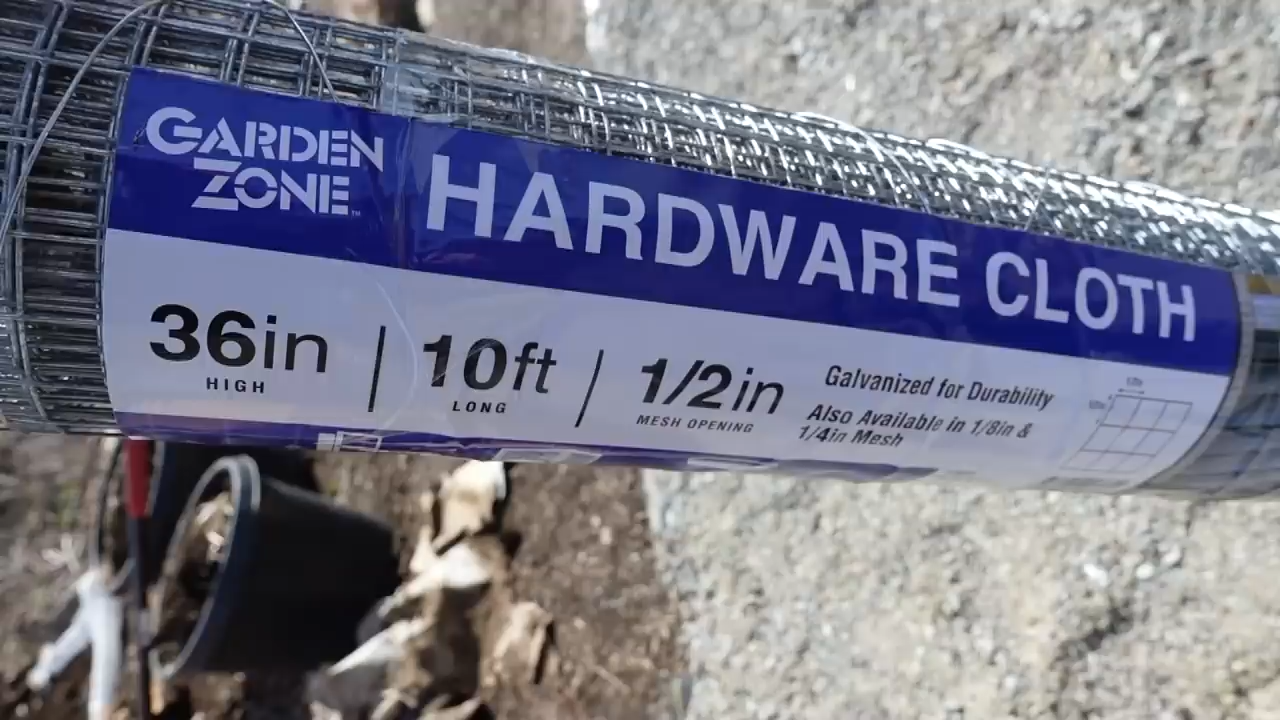 GARDEN
ZONE™
HARDWARE CLOTH
36in
HIGH
10ft
LONG
1/2in
MESH OPENING
Galvanized for Durability
Also Available in 1/8in &
1/4in Mesh